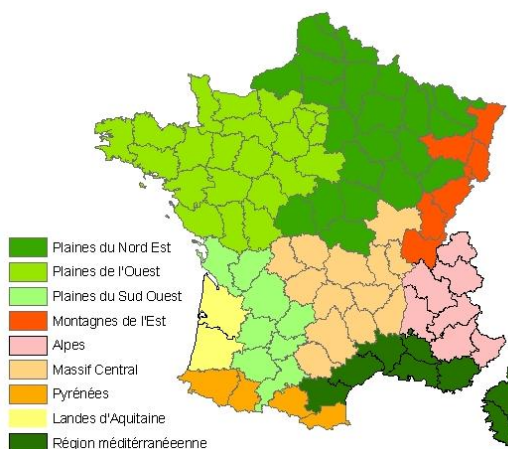 Plaines du Nord Est
Plaines de l'Ouest
Plaines du Sud Ouest
Montagnes de l'Est
Alpes
Massif Central
Pyrénées
Landes d'Aquitaine
Région méditérranéeenne